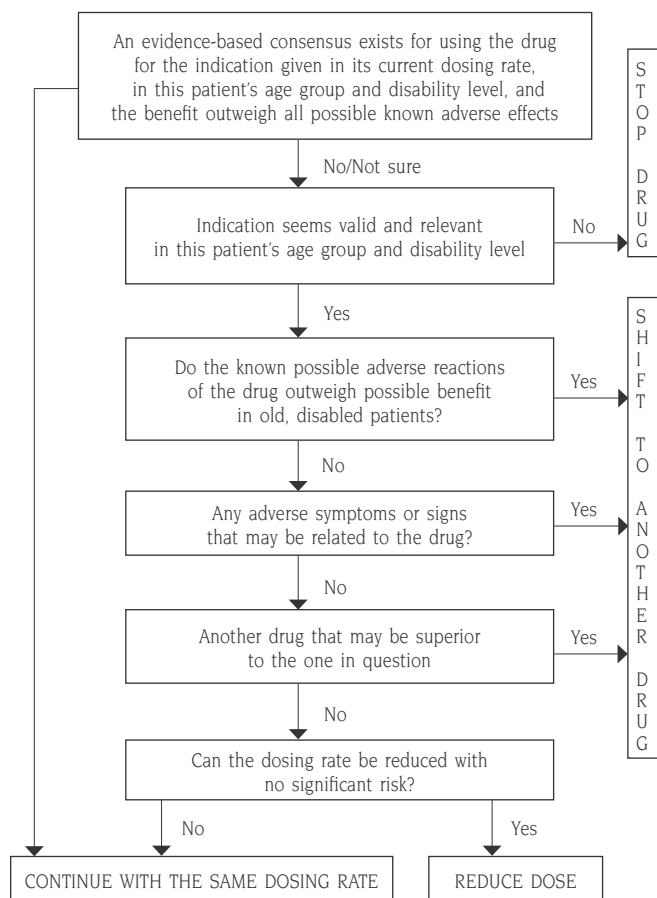 An evidence-based consensus exists for using the drug
for the indication given in its current dosing rate,
in this patient's age group and disability level, and
the benefit outweigh all possible known adverse effects
No/Not sure
Indication seems valid and relevant
in this patient's age group and disability level
No
STOP DRUG
Yes
Do the known possible adverse reactions
of the drug outweigh possible benefit
in old, disabled patients?
Yes
SHIFT TO ANOTHER DRUG
No
Any adverse symptoms or signs
that may be related to the drug?
Yes
No
Another drug that may be superior
to the one in question
Yes
No
Can the dosing rate be reduced with
no significant risk?
No
Yes
CONTINUE WITH THE SAME DOSING RATE
REDUCE DOSE